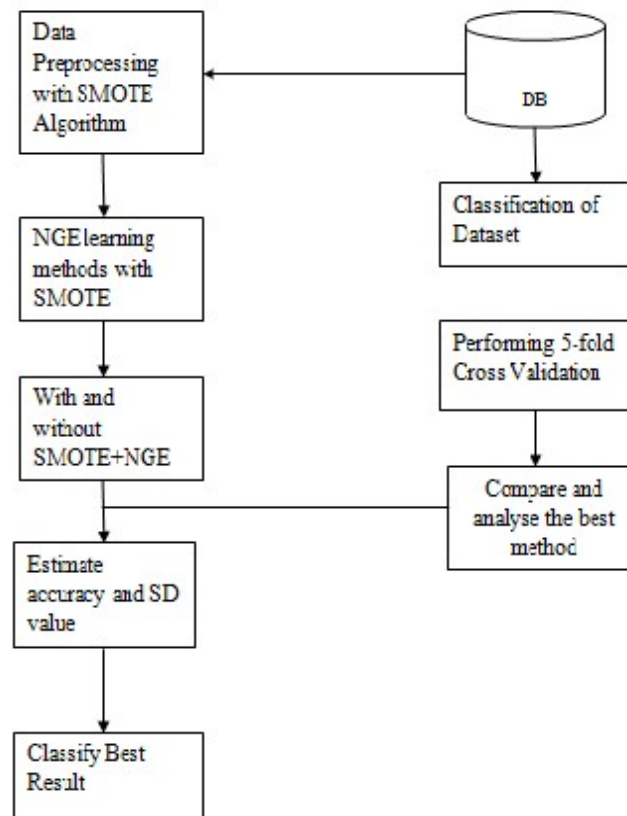 Data
Preprocessing
with SMOTE
Algorithm
DB
Classification of
Dataset
NGE learning
methods with
SMOTE
Performing 5-fold
Cross Validation
With and
without
SMOTE+NGE
Compare and
analyse the best
method
Estimate
accuracy and SD
value
Classify Best
Result